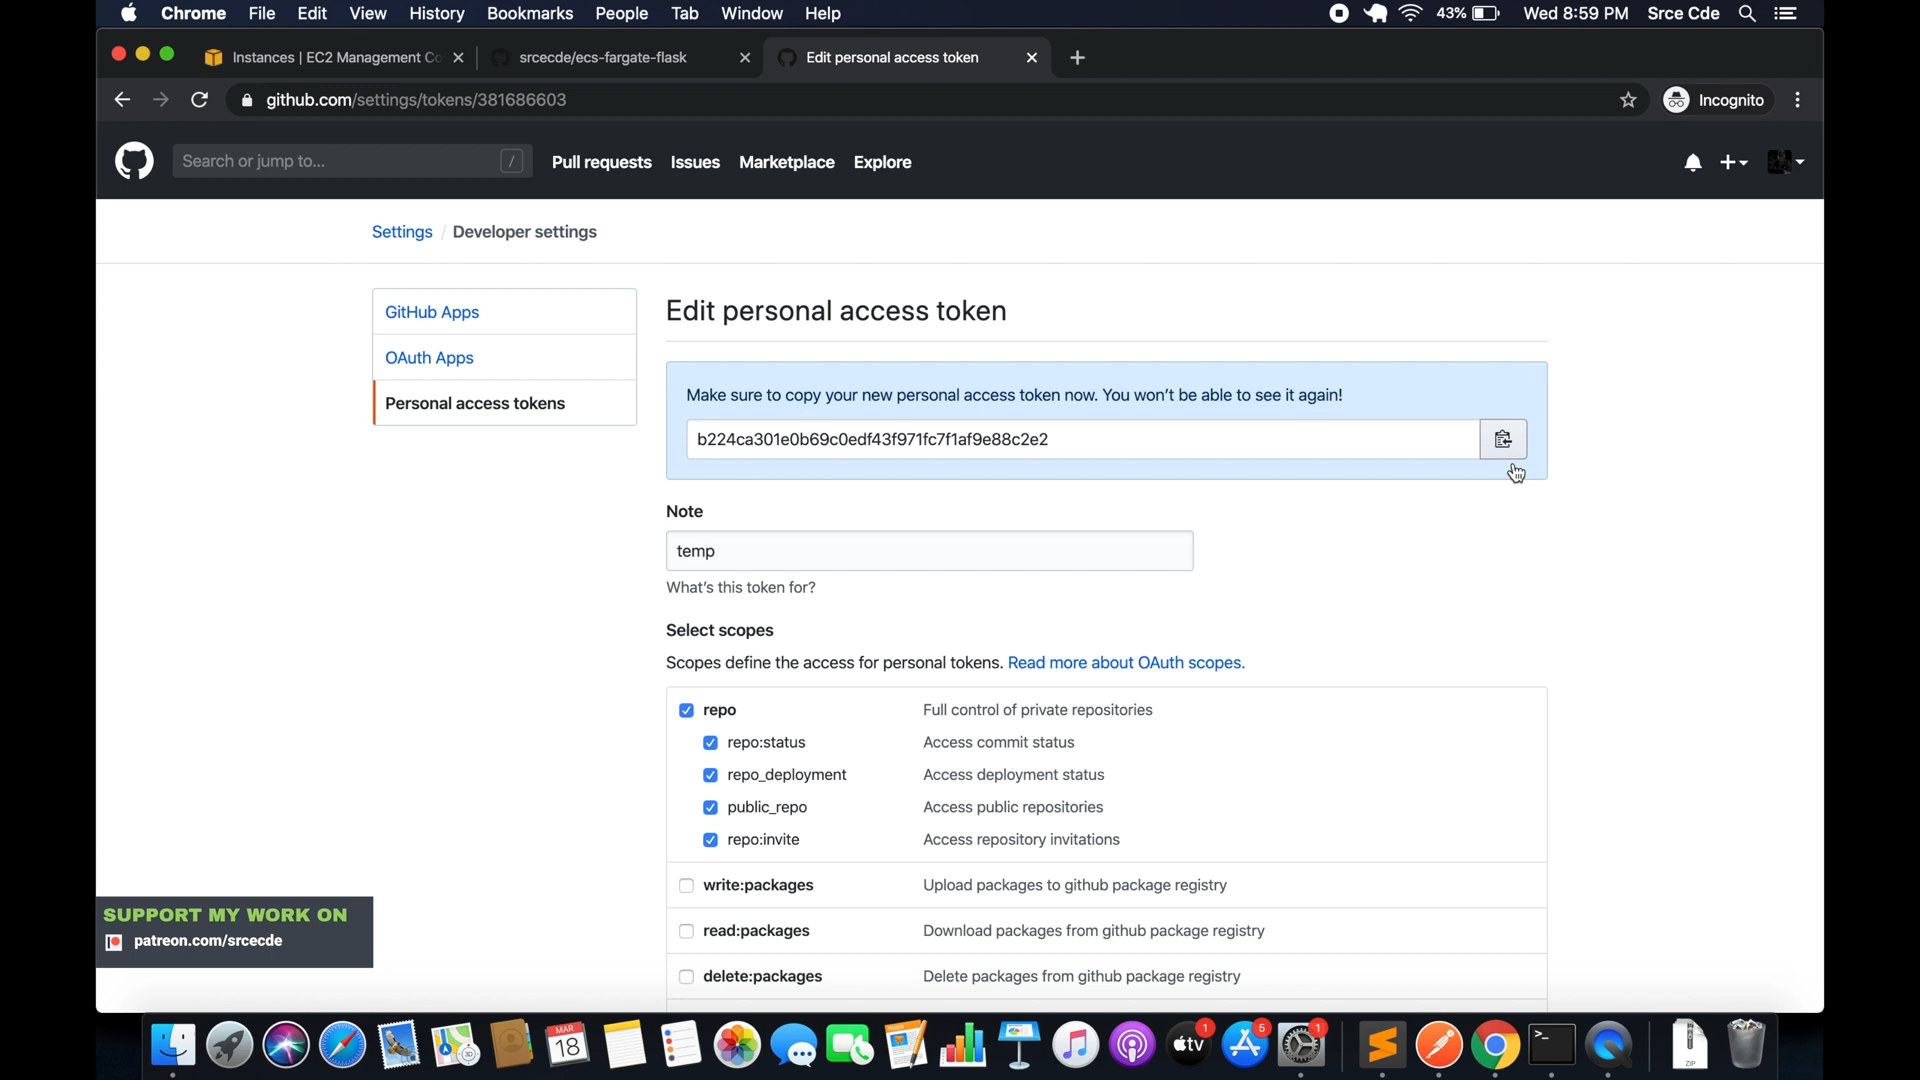 Chrome File Edit View History Bookmarks People Tab Window Help 43% Wed 8:59 PM Srce Cde
Instances | EC2 Management Co srcecde/ecs-fargate-flask Edit personal access token
github.com/settings/tokens/381686603 Incognito
Search or jump to... / Pull requests Issues Marketplace Explore
Settings / Developer settings
GitHub Apps
OAuth Apps
Personal access tokens
Edit personal access token
Make sure to copy your new personal access token now. You won't be able to see it again!
b224ca301e0b69c0edf43f971fc7f1af9e88c2e2
Note
temp
What's this token for?
Select scopes
Scopes define the access for personal tokens. Read more about OAuth scopes.
repo Full control of private repositories
repo:status Access commit status
repo_deployment Access deployment status
public_repo Access public repositories
repo:invite Access repository invitations
write:packages Upload packages to github package registry
read:packages Download packages from github package registry
delete:packages Delete packages from github package registry
SUPPORT MY WORK ON
patreon.com/srcecde
MAR
18
tv
1
5
1
ZIP